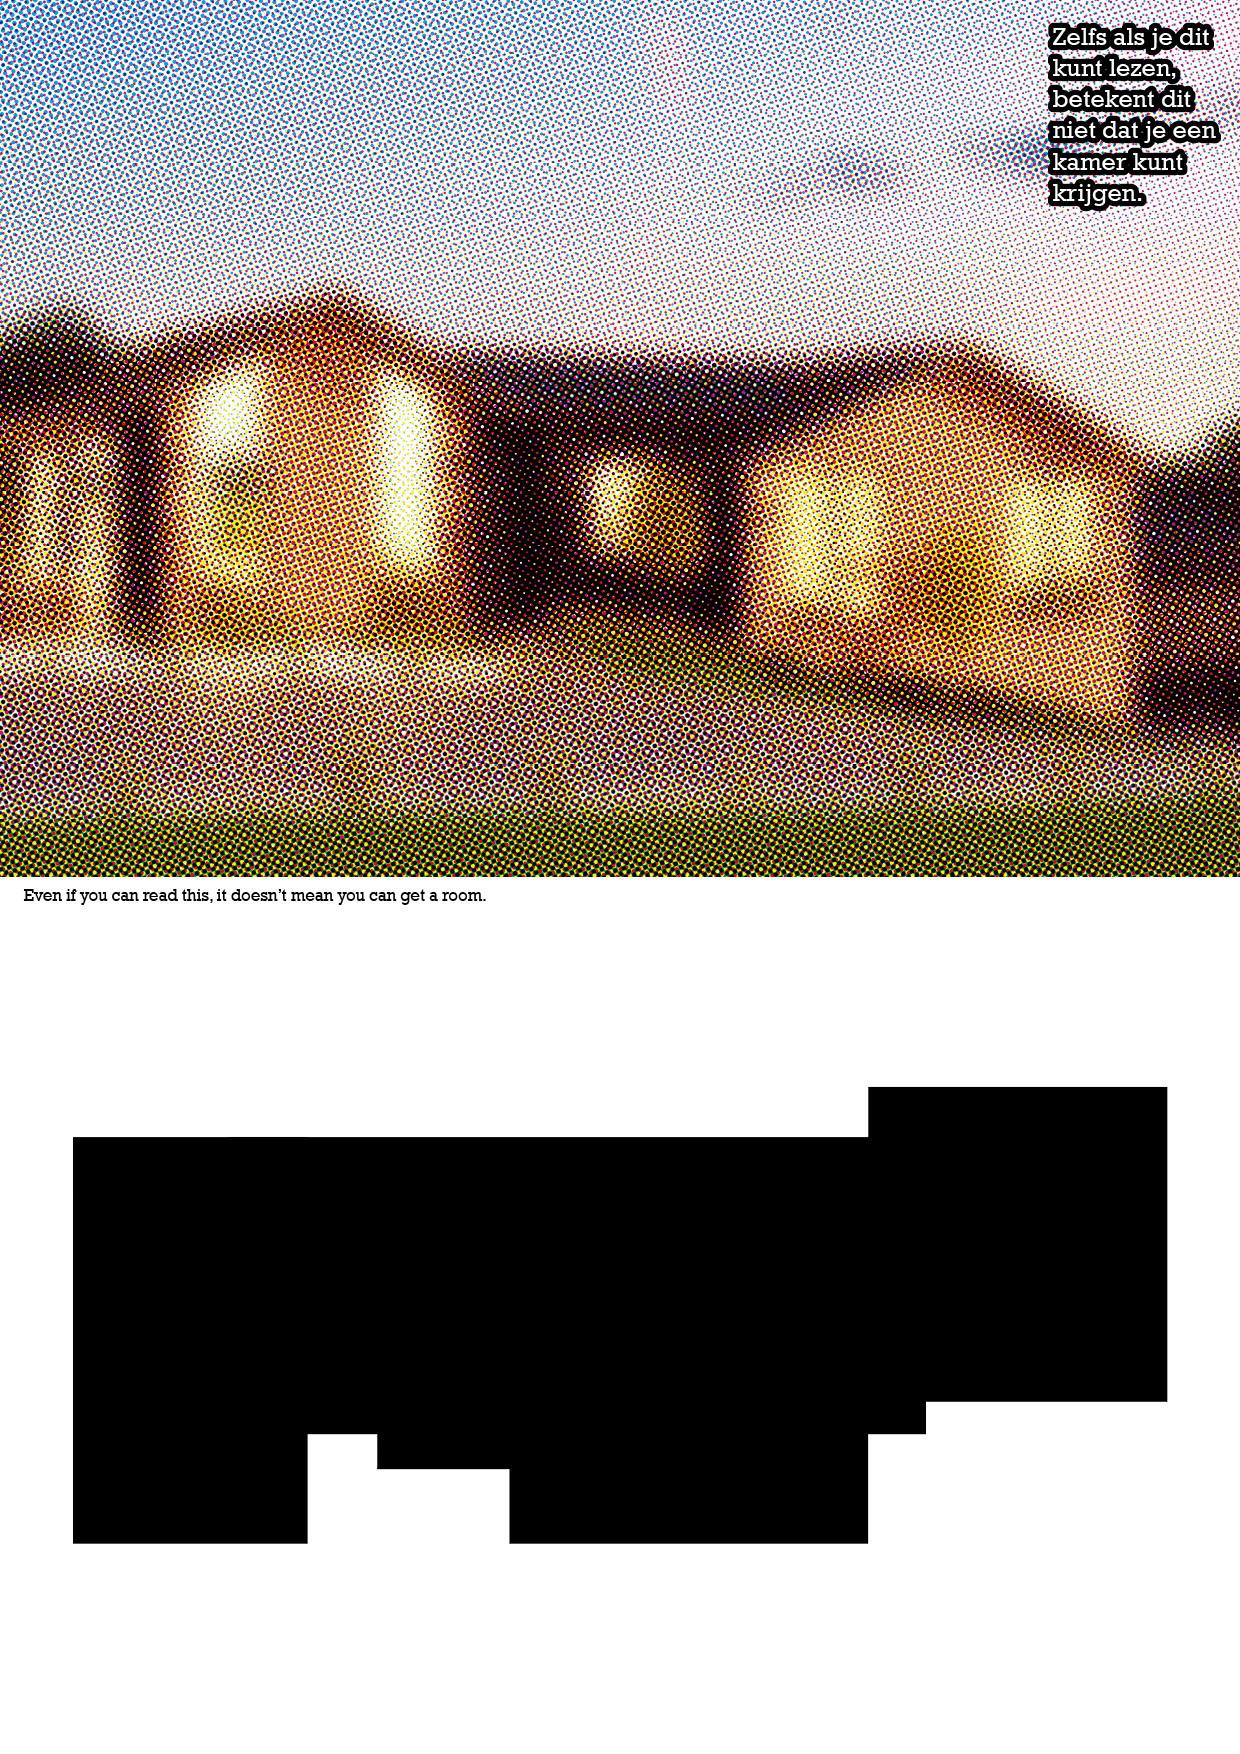 Zelfs als je dit
kunt lezen,
betekent dit
niet dat je een
kamer kunt
krijgen.
Even if you can read this, it doesn’t mean you can get a room.